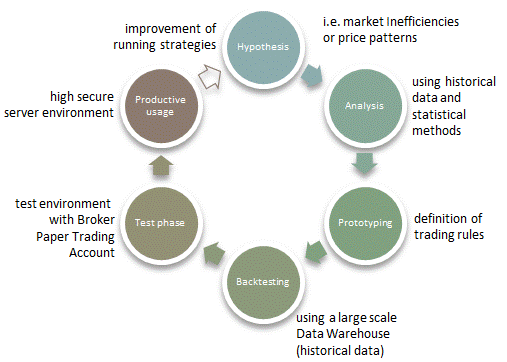 improvement of
running strategies
Hypothesis
i.e. market Inefficiencies
or price patterns
Analysis
using historical
data and
statistical
methods
Prototyping
definition of
trading rules
Backtesting
using a large scale
Data Warehouse
(historical data)
Test phase
test environment
with Broker
Paper Trading
Account
Productive
usage
high secure
server environment